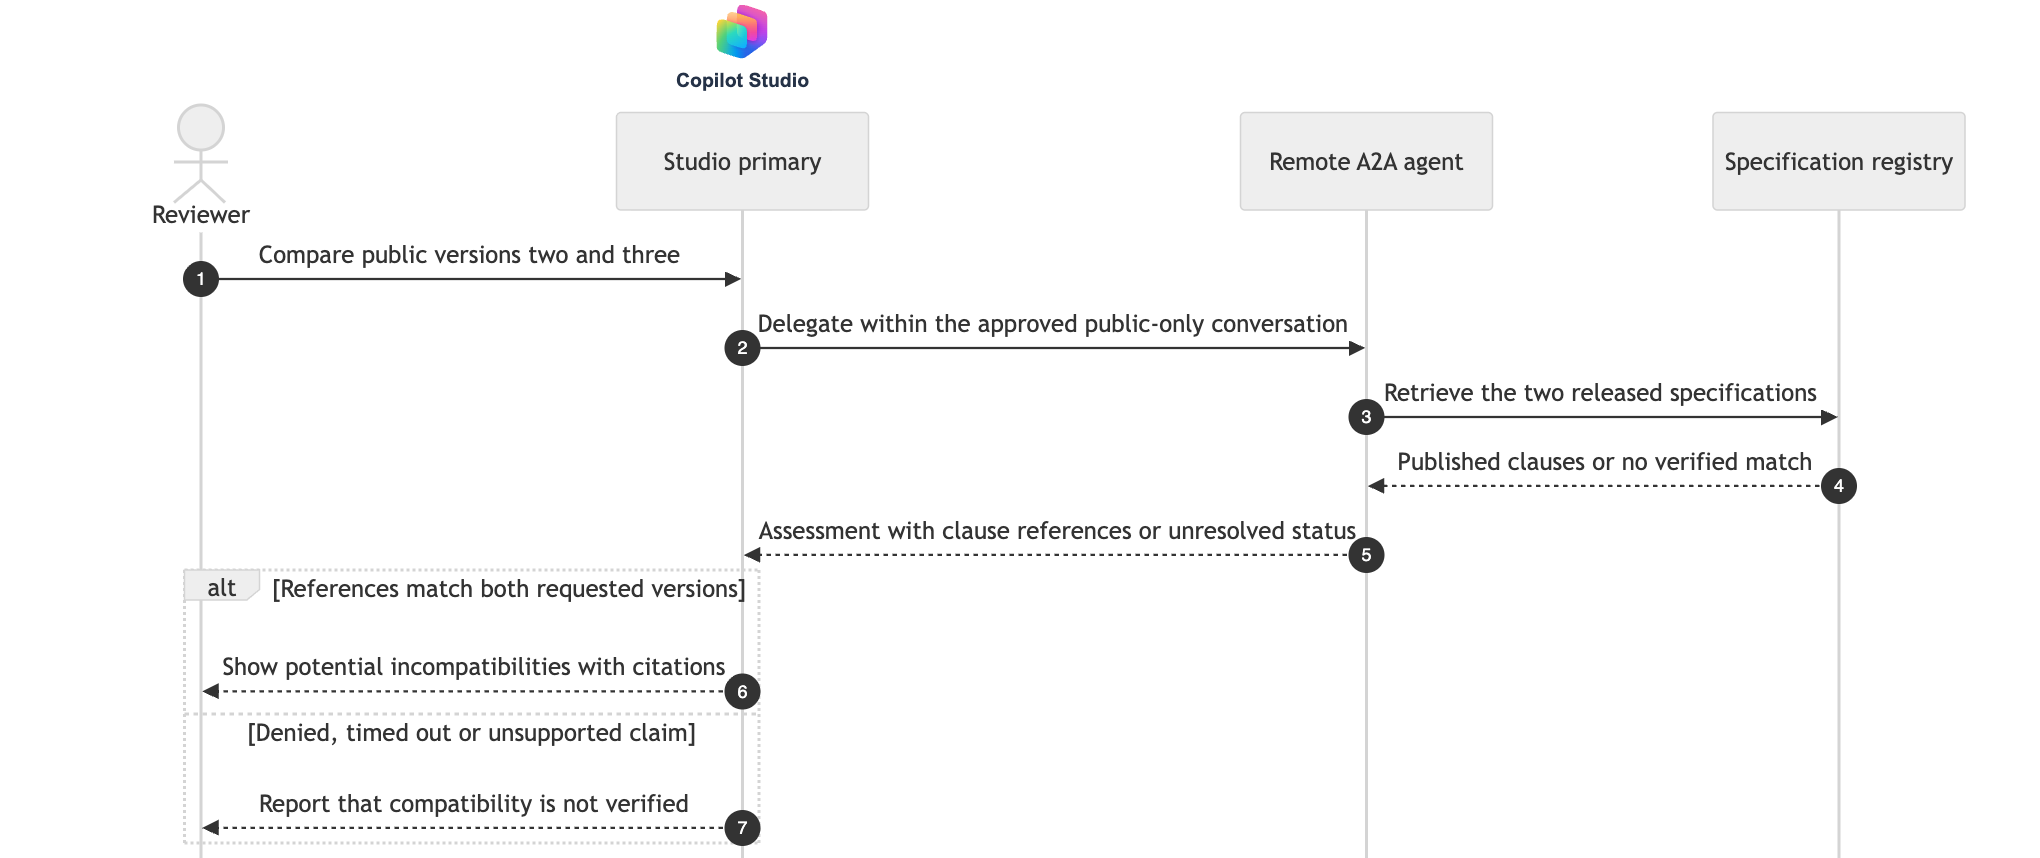 Copilot Studio
Reviewer
Studio primary
Remote A2A agent
Specification registry
Compare public versions two and three
1
Delegate within the approved public-only conversation
2
Retrieve the two released specifications
3
Published clauses or no verified match
4
Assessment with clause references or unresolved status
5
alt [References match both requested versions]
Show potential incompatibilities with citations
6
[Denied, timed out or unsupported claim]
Report that compatibility is not verified
7